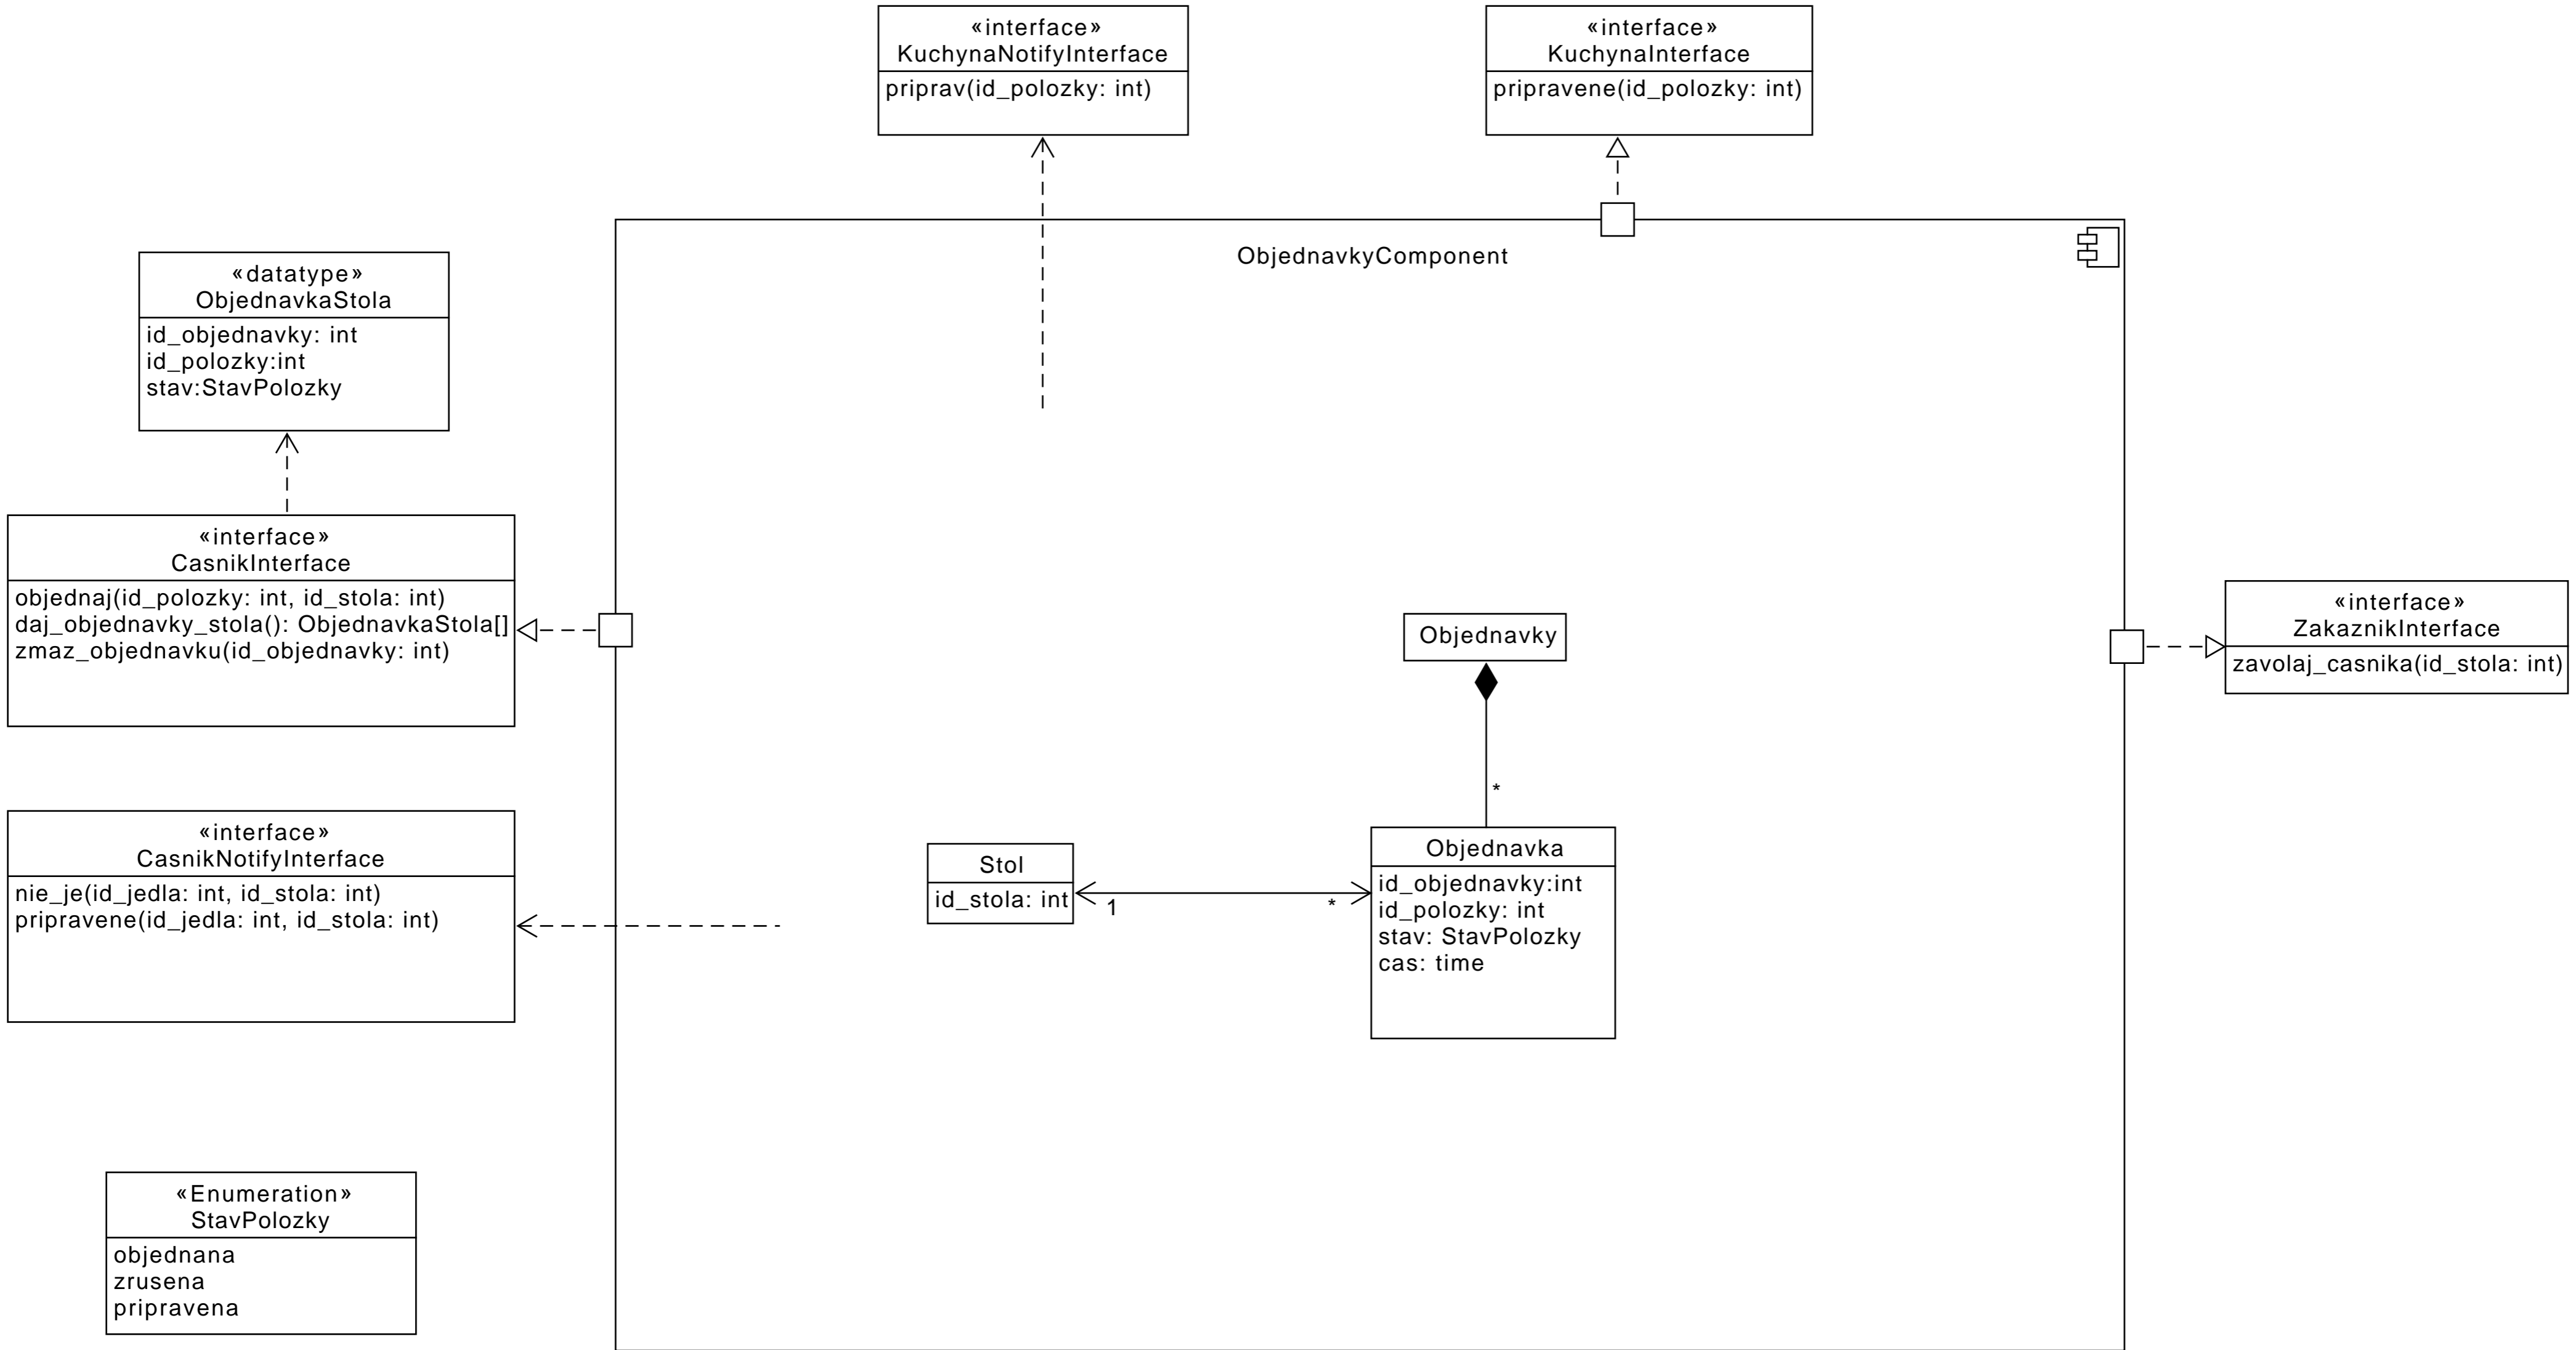 «interface»
KuchynaNotifyInterface
priprav(id_polozky: int)
«interface»
KuchynaInterface
pripravene(id_polozky: int)
ObjednavkyComponent
«datatype»
ObjednavkaStola
id_objednavky: int
id_polozky:int
stav:StavPolozky
«interface»
CasnikInterface
objednaj(id_polozky: int, id_stola: int)
daj_objednavky_stola(): ObjednavkaStola[]
zmaz_objednavku(id_objednavky: int)
Objednavky
*
«interface»
ZakaznikInterface
zavolaj_casnika(id_stola: int)
«interface»
CasnikNotifyInterface
nie_je(id_jedla: int, id_stola: int)
pripravene(id_jedla: int, id_stola: int)
Stol
id_stola: int
1
*
Objednavka
id_objednavky:int
id_polozky: int
stav: StavPolozky
cas: time
«Enumeration»
StavPolozky
objednana
zrusena
pripravena